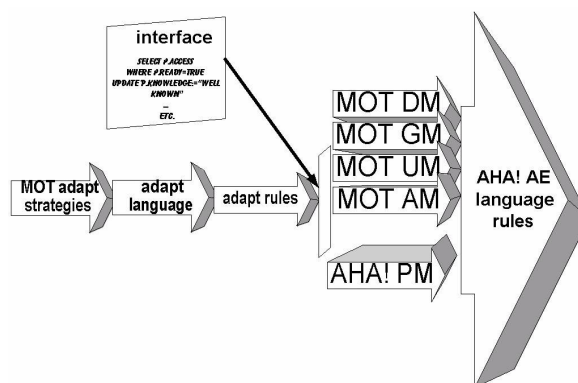 interface
SELECT P.ACCESS
WHERE P.READY=TRUE
UPDATE P.KNOWLEDGE:="WELL
KNOWN"
...
ETC.
MOT adapt
strategies
adapt
language
adapt rules
MOT DM
MOT GM
MOT UM
MOT AM
AHA! PM
AHA! AE
language
rules